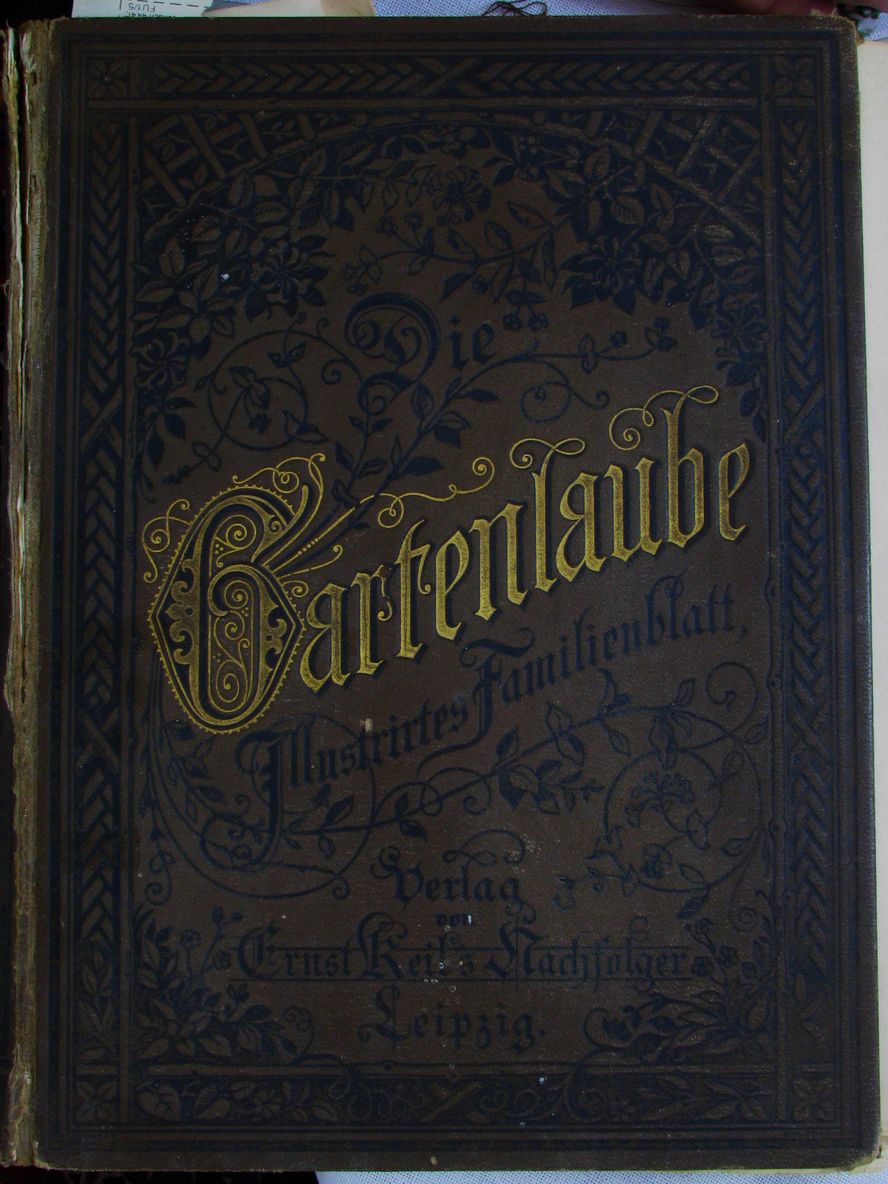 Die
Gartenlaube
Illustrirtes Familienblatt,
Verlag
von
Ernst Keil's Nachfolger
Leipzig.